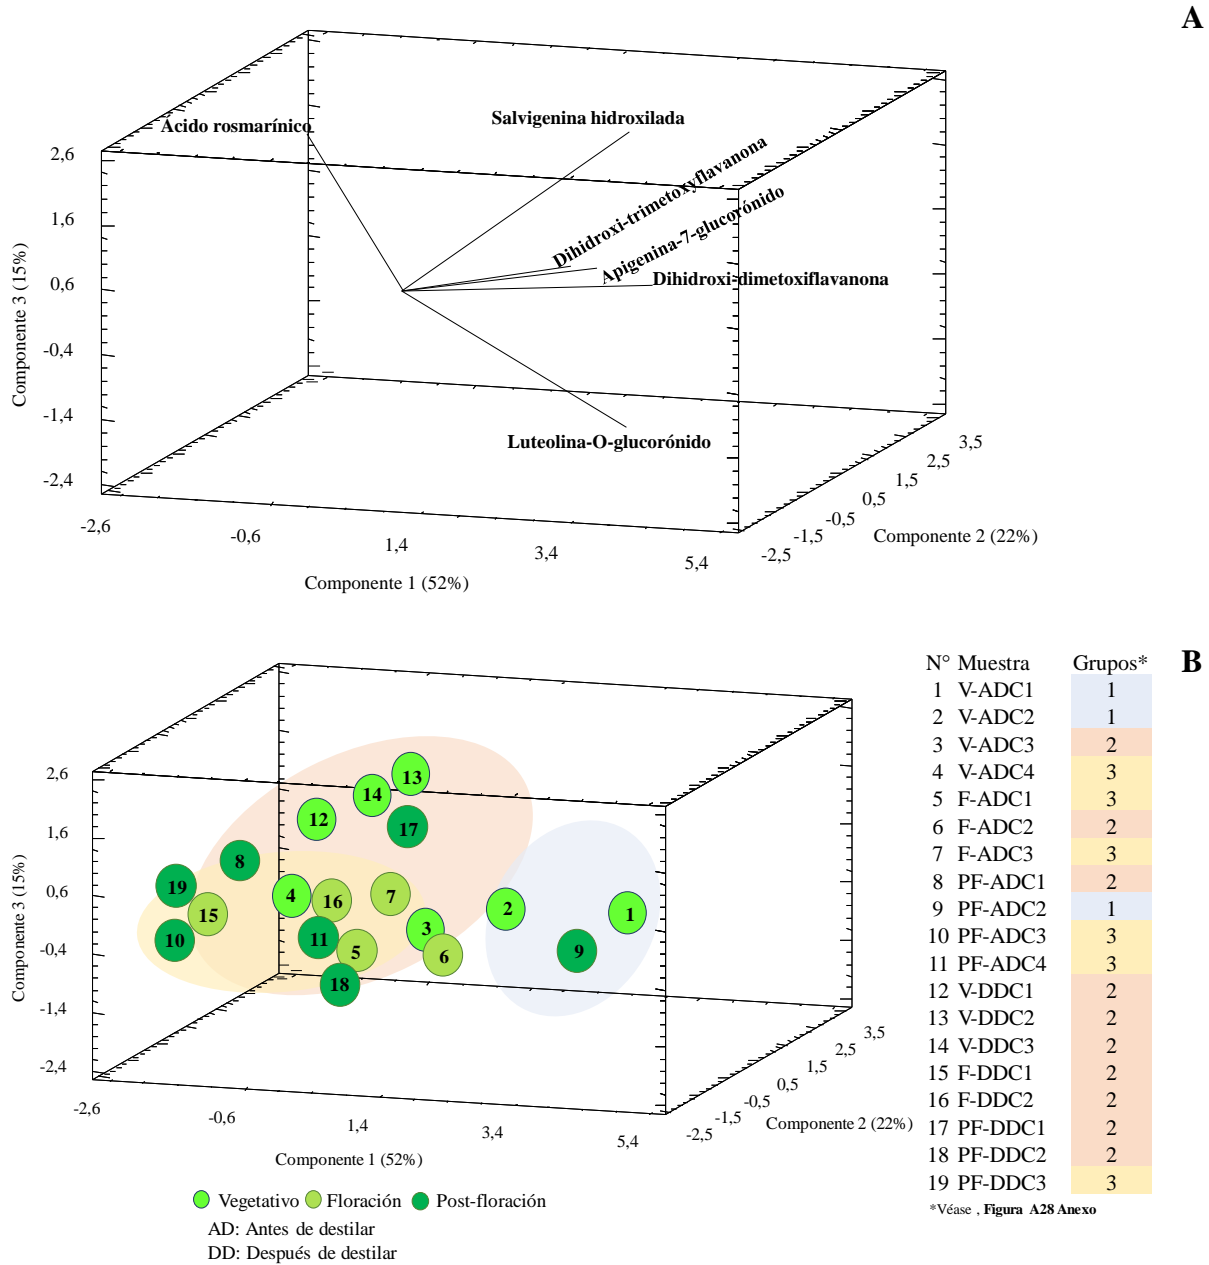 A
Ácido rosmarínico
Salvigenina hidroxilada
Dihidroxi-trimetoxyflavanona
Apigenina-7-glucorónido
Dihidroxi-dimetoxiflavanona
Luteolina-O-glucorónido
Componente 3 (15%)
2,6
1,6
0,6
-0,4
-1,4
-2,4
-2,6
-0,6
1,4
3,4
5,4
Componente 1 (52%)
-2,5
-1,5
-0,5
0,5
1,5
2,5
3,5
Componente 2 (22%)
B
Componente 3 (15%)
2,6
1,6
0,6
-0,4
-1,4
-2,4
13
14
12
17
8
19
4
16
7
15
2
1
3
10
11
5
6
9
18
-2,6
-0,6
1,4
3,4
5,4
Componente 1 (52%)
-2,5
-1,5
-0,5
0,5
1,5
2,5
3,5
Componente 2 (22%)
Vegetativo Floración Post-floración
AD: Antes de destilar
DD: Después de destilar
N° Muestra Grupos*
1 V-ADC1 1
2 V-ADC2 1
3 V-ADC3 2
4 V-ADC4 3
5 F-ADC1 3
6 F-ADC2 2
7 F-ADC3 3
8 PF-ADC1 2
9 PF-ADC2 1
10 PF-ADC3 3
11 PF-ADC4 3
12 V-DDC1 2
13 V-DDC2 2
14 V-DDC3 2
15 F-DDC1 2
16 F-DDC2 2
17 PF-DDC1 2
18 PF-DDC2 2
19 PF-DDC3 3
*Véase , Figura A28 Anexo